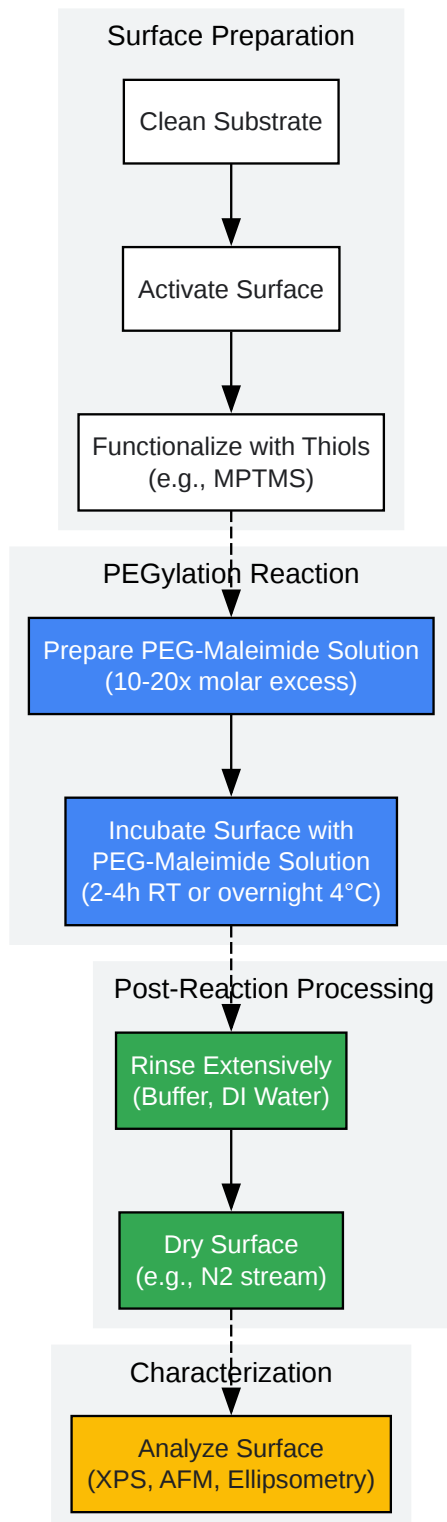 Surface Preparation
Clean Substrate
Activate Surface
Functionalize with Thiols
(e.g., MPTMS)
PEGylation Reaction
Prepare PEG-Maleimide Solution
(10-20x molar excess)
Incubate Surface with
PEG-Maleimide Solution
(2-4h RT or overnight 4°C)
Post-Reaction Processing
Rinse Extensively
(Buffer, DI Water)
Dry Surface
(e.g., N2 stream)
Characterization
Analyze Surface
(XPS, AFM, Ellipsometry)